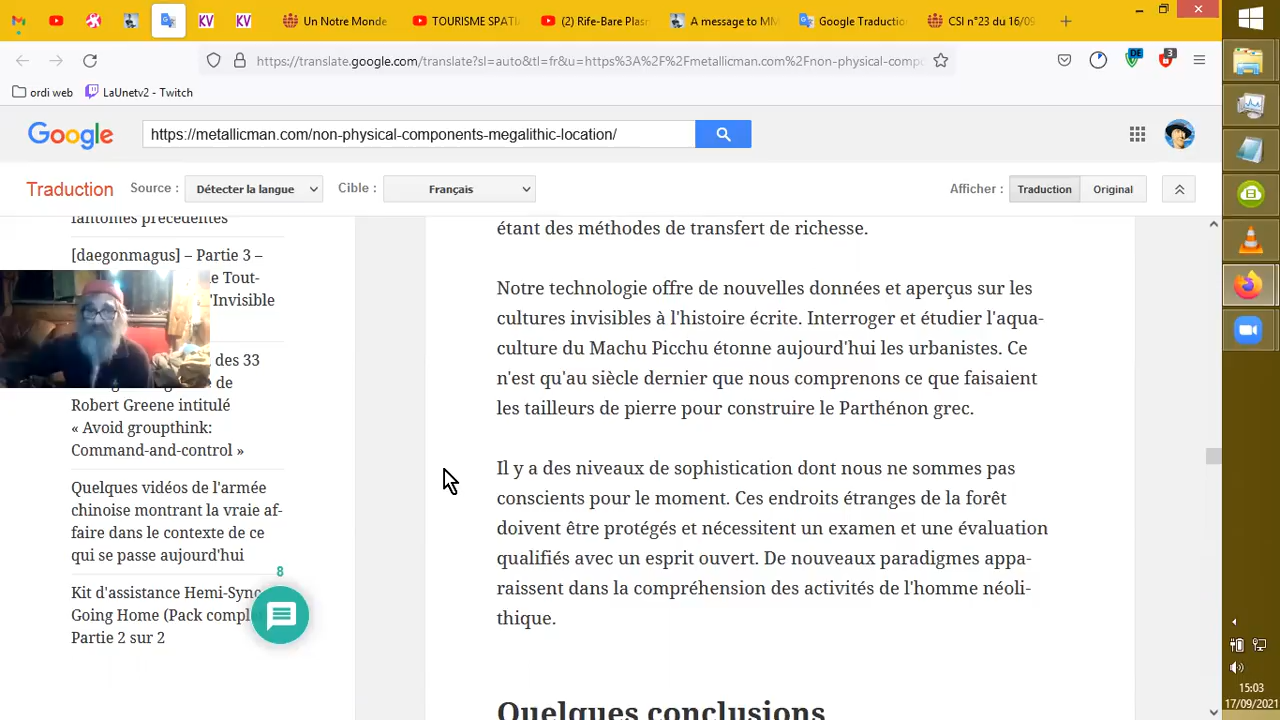 Un Notre Monde
TOURISME SPATI
(2) Rife-Bare Plasm
A message to MM
Google Traduction
CSI n°23 du 16/09
https://translate.google.com/translate?sl=auto&tl=fr&u=https%3A%2F%2Fmetallicman.com%2Fnon-physical-compo
3
ordi web
LaUnetv2 - Twitch
Google
https://metallicman.com/non-physical-components-megalithic-location/
Traduction
Source :
Détecter la langue
Cible :
Français
Afficher :
Traduction
Original
fantômes précédentes
[daegonmagus] – Partie 3 –
e Tout-
l'Invisible
des 33
de
Robert Greene intitulé
« Avoid groupthink:
Command-and-control »
Quelques vidéos de l'armée
chinoise montrant la vraie af-
faire dans le contexte de ce
qui se passe aujourd'hui
8
Kit d'assistance Hemi-Sync
Going Home (Pack compl
Partie 2 sur 2
étant des méthodes de transfert de richesse.
Notre technologie offre de nouvelles données et aperçus sur les
cultures invisibles à l'histoire écrite. Interroger et étudier l'aqua-
culture du Machu Picchu étonne aujourd'hui les urbanistes. Ce
n'est qu'au siècle dernier que nous comprenons ce que faisaient
les tailleurs de pierre pour construire le Parthénon grec.
Il y a des niveaux de sophistication dont nous ne sommes pas
conscients pour le moment. Ces endroits étranges de la forêt
doivent être protégés et nécessitent un examen et une évaluation
qualifiés avec un esprit ouvert. De nouveaux paradigmes appa-
raissent dans la compréhension des activités de l'homme néoli-
thique.
Quelques conclusions
15:03
17/09/2021